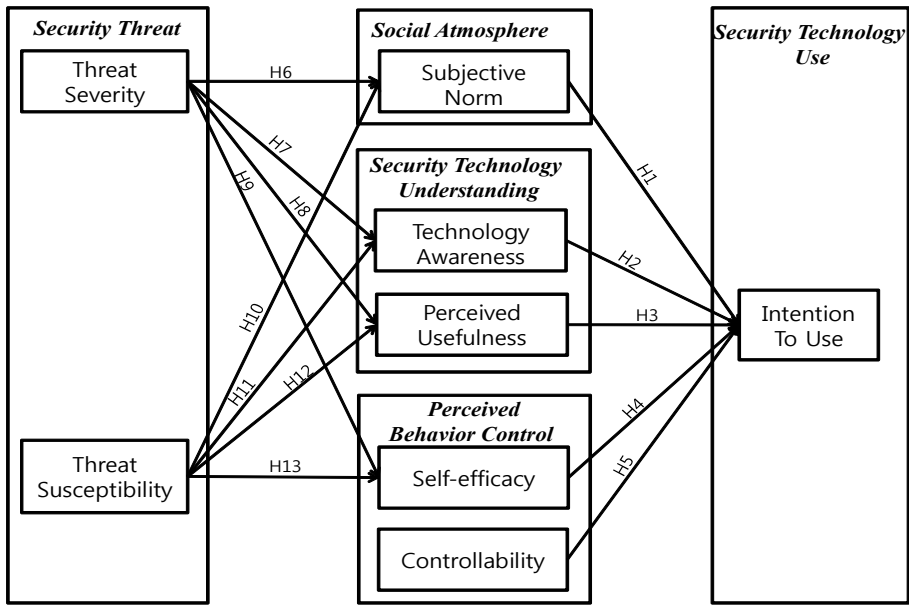 Security Threat
Threat
Severity
Threat
Susceptibility
H6
H7
H8
H9
H10
H11
H12
H13
Social Atmosphere
Subjective
Norm
Security Technology
Understanding
Technology
Awareness
Perceived
Usefulness
Perceived
Behavior Control
Self-efficacy
Controllability
H1
H2
H3
H4
H5
Security Technology
Use
Intention
To Use